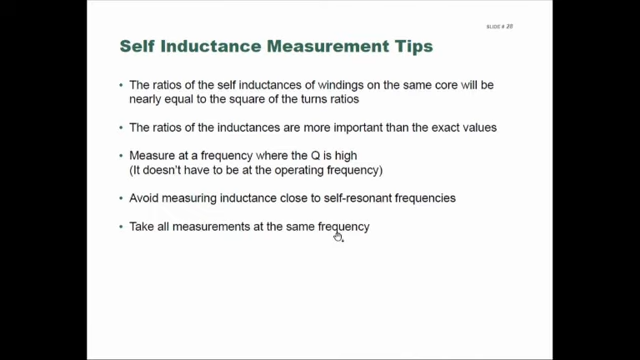 SLIDE # 20
Self Inductance Measurement Tips
• The ratios of the self inductances of windings on the same core will be
nearly equal to the square of the turns ratios
• The ratios of the inductances are more important than the exact values
• Measure at a frequency where the Q is high
(It doesn't have to be at the operating frequency)
• Avoid measuring inductance close to self-resonant frequencies
• Take all measurements at the same frequency